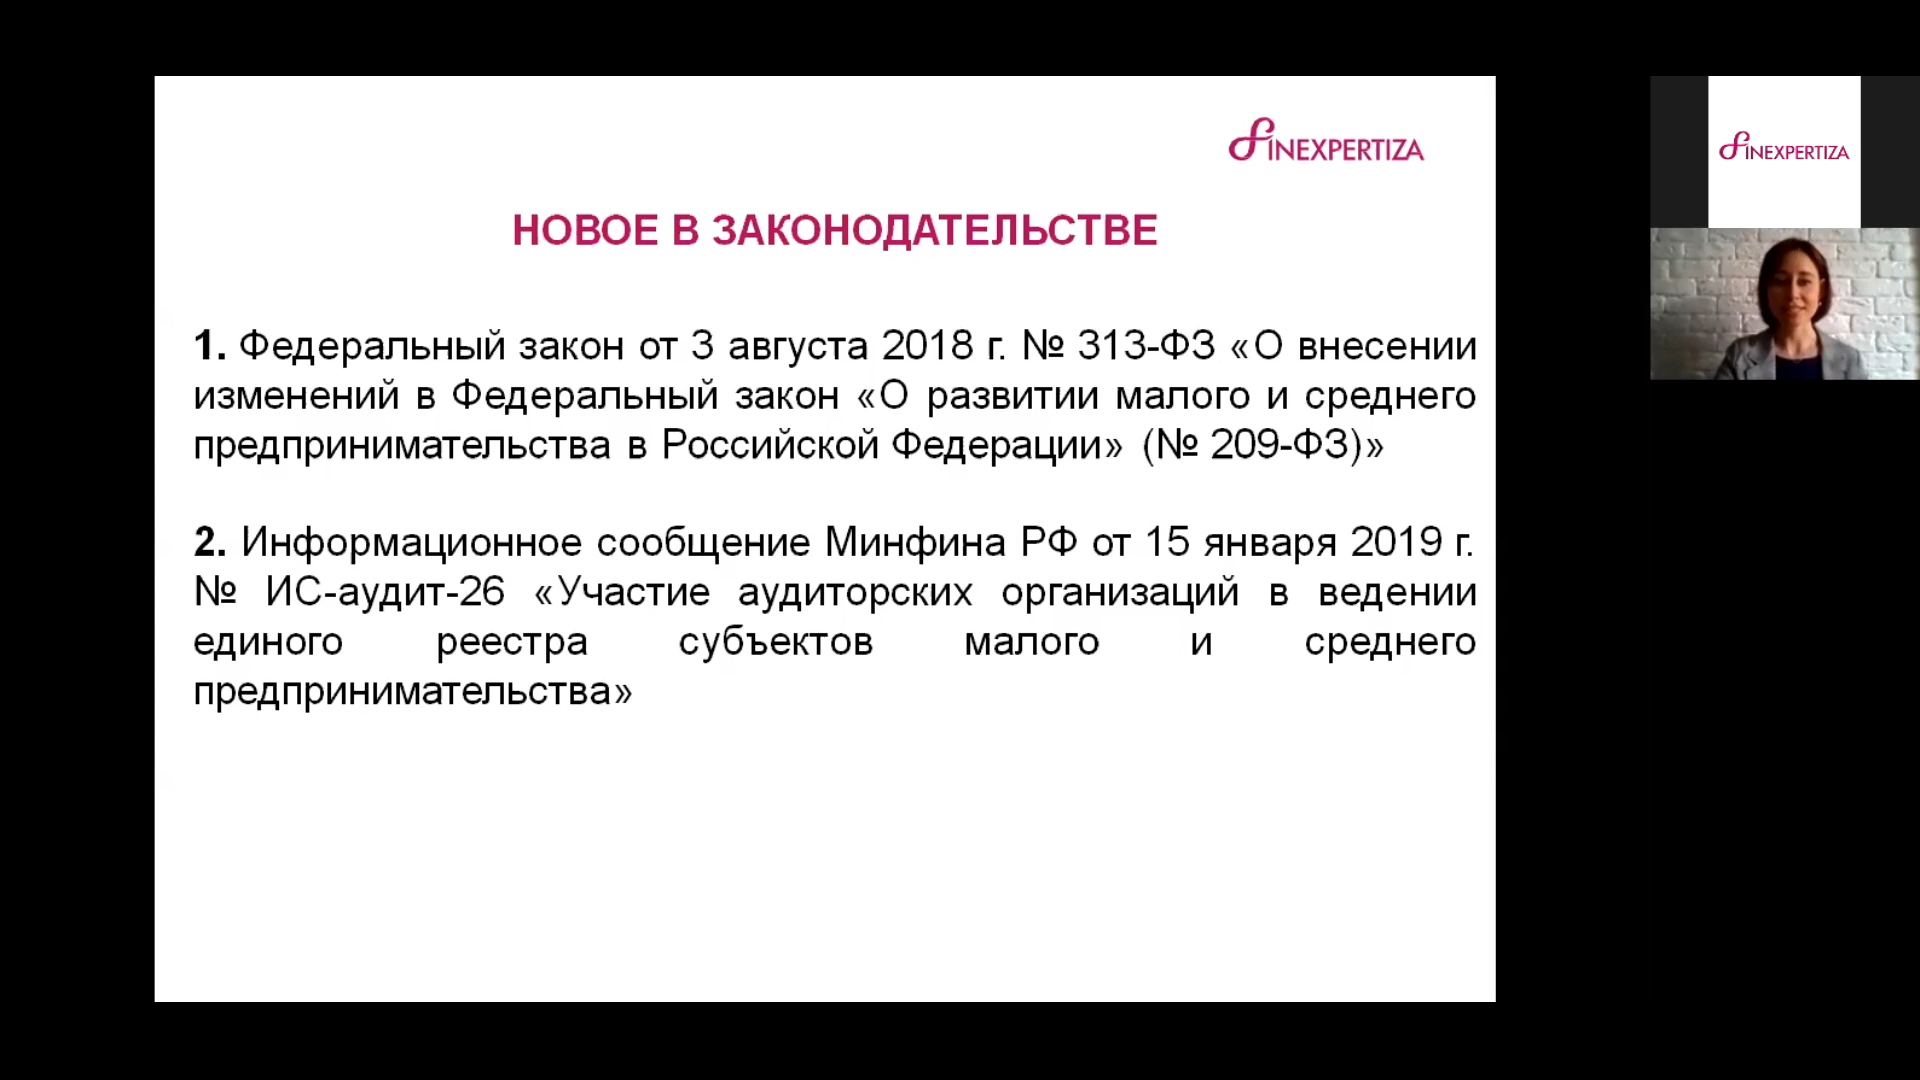 FINEXPERTIZA
FINEXPERTIZA
НОВОЕ В ЗАКОНОДАТЕЛЬСТВЕ
1. Федеральный закон от 3 августа 2018 г. № 313-ФЗ «О внесении
изменений в Федеральный закон «О развитии малого и среднего
предпринимательства в Российской Федерации» (№ 209-ФЗ)»
2. Информационное сообщение Минфина РФ от 15 января 2019 г.
№ ИС-аудит-26 «Участие аудиторских организаций в ведении
единого реестра субъектов малого и среднего
предпринимательства»